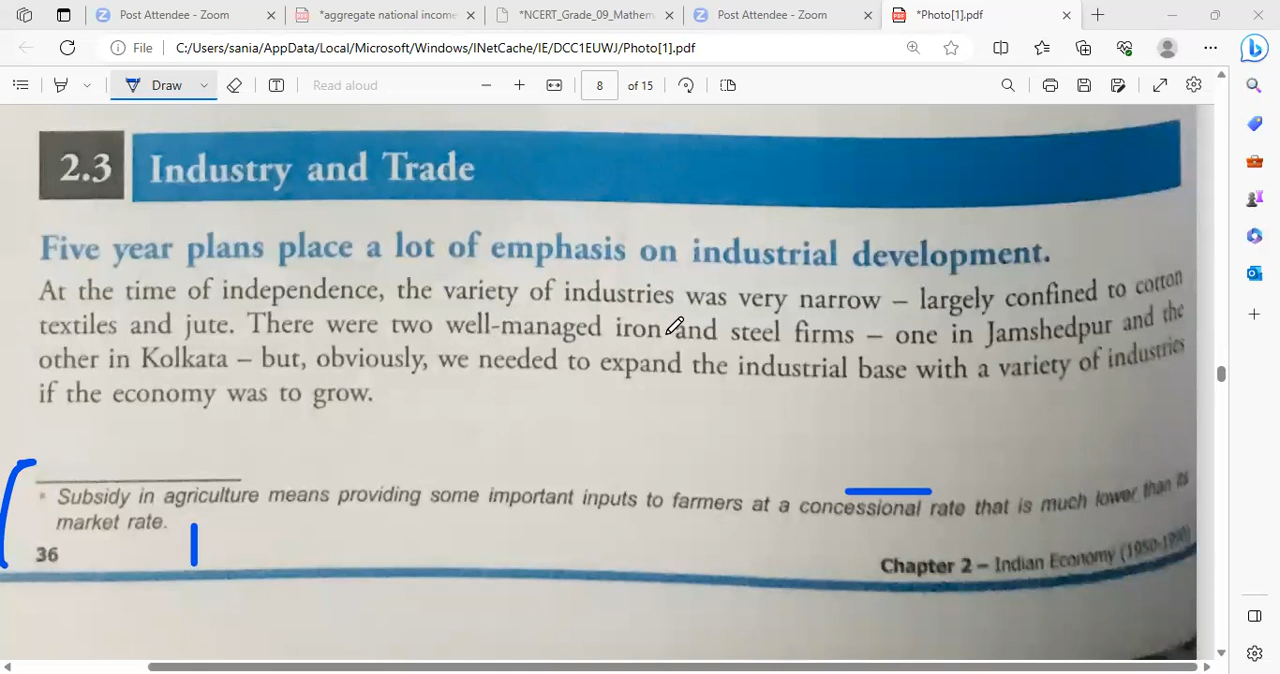 Post Attendee - Zoom
*aggregate national income
*NCERT_Grade_09_Mathem
Post Attendee - Zoom
*Photo[1].pdf
File
C:/Users/sania/AppData/Local/Microsoft/Windows/INetCache/IE/DCC1EUWJ/Photo[1].pdf
Draw
Read aloud
8
of 15
2.3 Industry and Trade
Five year plans place a lot of emphasis on industrial development.
At the time of independence, the variety of industries was very narrow – largely confined to cotton
textiles and jute. There were two well-managed iron and steel firms – one in Jamshedpur and the
other in Kolkata – but, obviously, we needed to expand the industrial base with a variety of industries
if the economy was to grow.
* Subsidy in agriculture means providing some important inputs to farmers at a concessional rate that is much lower than its
market rate.
36
Chapter 2 – Indian Economy (1950-1990)